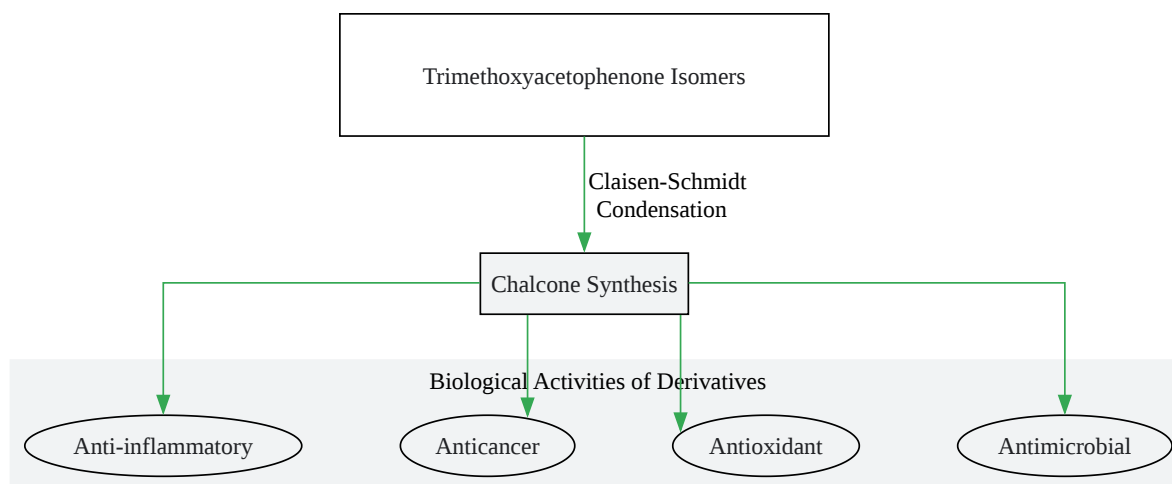 Trimethoxyacetophenone Isomers
Claisen-Schmidt
Condensation
Chalcone Synthesis
Biological Activities of Derivatives
Anti-inflammatory
Anticancer
Antioxidant
Antimicrobial